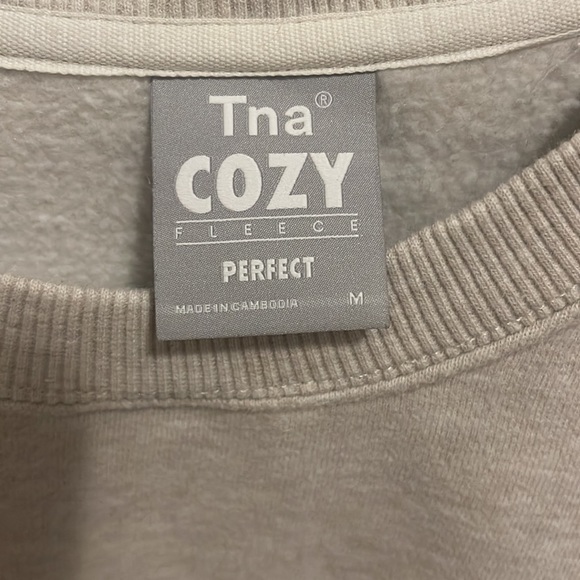 Tna®
COZY
FLEECE
PERFECT
MADE IN CAMBODIA M